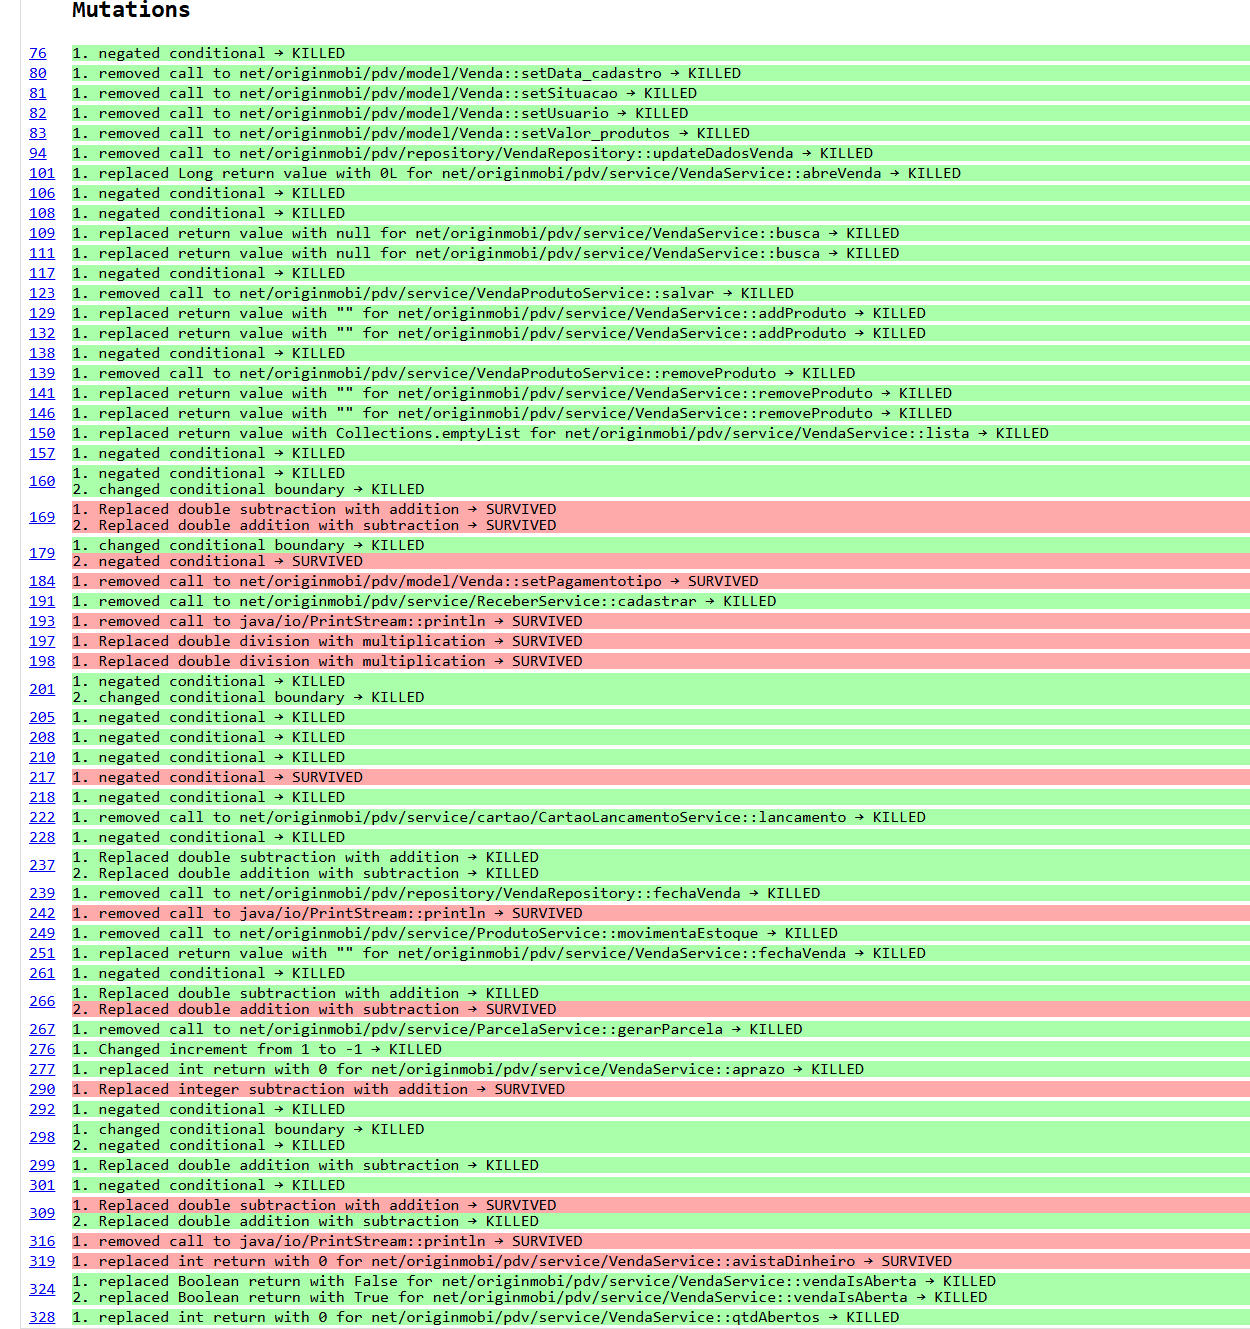 Mutations
76 1. negated conditional → KILLED
80 1. removed call to net/originmobi/pdv/model/Venda::setData_cadastro → KILLED
81 1. removed call to net/originmobi/pdv/model/Venda::setSituacao → KILLED
82 1. removed call to net/originmobi/pdv/model/Venda::setUsuario → KILLED
83 1. removed call to net/originmobi/pdv/model/Venda::setValor_produtos → KILLED
94 1. removed call to net/originmobi/pdv/repository/VendaRepository::updateDadosVenda → KILLED
101 1. replaced Long return value with 0L for net/originmobi/pdv/service/VendaService::abreVenda → KILLED
106 1. negated conditional → KILLED
108 1. negated conditional → KILLED
109 1. replaced return value with null for net/originmobi/pdv/service/VendaService::busca → KILLED
111 1. replaced return value with null for net/originmobi/pdv/service/VendaService::busca → KILLED
117 1. negated conditional → KILLED
123 1. removed call to net/originmobi/pdv/service/VendaProdutoService::salvar → KILLED
129 1. replaced return value with "" for net/originmobi/pdv/service/VendaService::addProduto → KILLED
132 1. replaced return value with "" for net/originmobi/pdv/service/VendaService::addProduto → KILLED
138 1. negated conditional → KILLED
139 1. removed call to net/originmobi/pdv/service/VendaProdutoService::removeProduto → KILLED
141 1. replaced return value with "" for net/originmobi/pdv/service/VendaService::removeProduto → KILLED
146 1. replaced return value with "" for net/originmobi/pdv/service/VendaService::removeProduto → KILLED
150 1. replaced return value with Collections.emptyList for net/originmobi/pdv/service/VendaService::lista → KILLED
157 1. negated conditional → KILLED
160 1. negated conditional → KILLED
2. changed conditional boundary → KILLED
169 1. Replaced double subtraction with addition → SURVIVED
2. Replaced double addition with subtraction → SURVIVED
179 1. changed conditional boundary → KILLED
2. negated conditional → SURVIVED
184 1. removed call to net/originmobi/pdv/model/Venda::setPagamentotipo → SURVIVED
191 1. removed call to net/originmobi/pdv/service/ReceberService::cadastrar → KILLED
193 1. removed call to java/io/PrintStream::println → SURVIVED
197 1. Replaced double division with multiplication → SURVIVED
198 1. Replaced double division with multiplication → SURVIVED
201 1. negated conditional → KILLED
2. changed conditional boundary → KILLED
205 1. negated conditional → KILLED
208 1. negated conditional → KILLED
210 1. negated conditional → KILLED
217 1. negated conditional → SURVIVED
218 1. negated conditional → KILLED
222 1. removed call to net/originmobi/pdv/service/cartao/CartaoLancamentoService::lancamento → KILLED
228 1. negated conditional → KILLED
237 1. Replaced double subtraction with addition → KILLED
2. Replaced double addition with subtraction → KILLED
239 1. removed call to net/originmobi/pdv/repository/VendaRepository::fechaVenda → KILLED
242 1. removed call to java/io/PrintStream::println → SURVIVED
249 1. removed call to net/originmobi/pdv/service/ProdutoService::movimentaEstoque → KILLED
251 1. replaced return value with "" for net/originmobi/pdv/service/VendaService::fechaVenda → KILLED
261 1. negated conditional → KILLED
266 1. Replaced double subtraction with addition → KILLED
2. Replaced double addition with subtraction → SURVIVED
267 1. removed call to net/originmobi/pdv/service/ParcelaService::gerarParcela → KILLED
276 1. Changed increment from 1 to -1 → KILLED
277 1. replaced int return with 0 for net/originmobi/pdv/service/VendaService::aprazo → KILLED
290 1. Replaced integer subtraction with addition → SURVIVED
292 1. negated conditional → KILLED
298 1. changed conditional boundary → KILLED
2. negated conditional → KILLED
299 1. Replaced double addition with subtraction → KILLED
301 1. negated conditional → KILLED
309 1. Replaced double subtraction with addition → SURVIVED
2. Replaced double addition with subtraction → KILLED
316 1. removed call to java/io/PrintStream::println → SURVIVED
319 1. replaced int return with 0 for net/originmobi/pdv/service/VendaService::avistaDinheiro → SURVIVED
324 1. replaced Boolean return with False for net/originmobi/pdv/service/VendaService::vendaIsAberta → KILLED
2. replaced Boolean return with True for net/originmobi/pdv/service/VendaService::vendaIsAberta → KILLED
328 1. replaced int return with 0 for net/originmobi/pdv/service/VendaService::qtdAbertos → KILLED